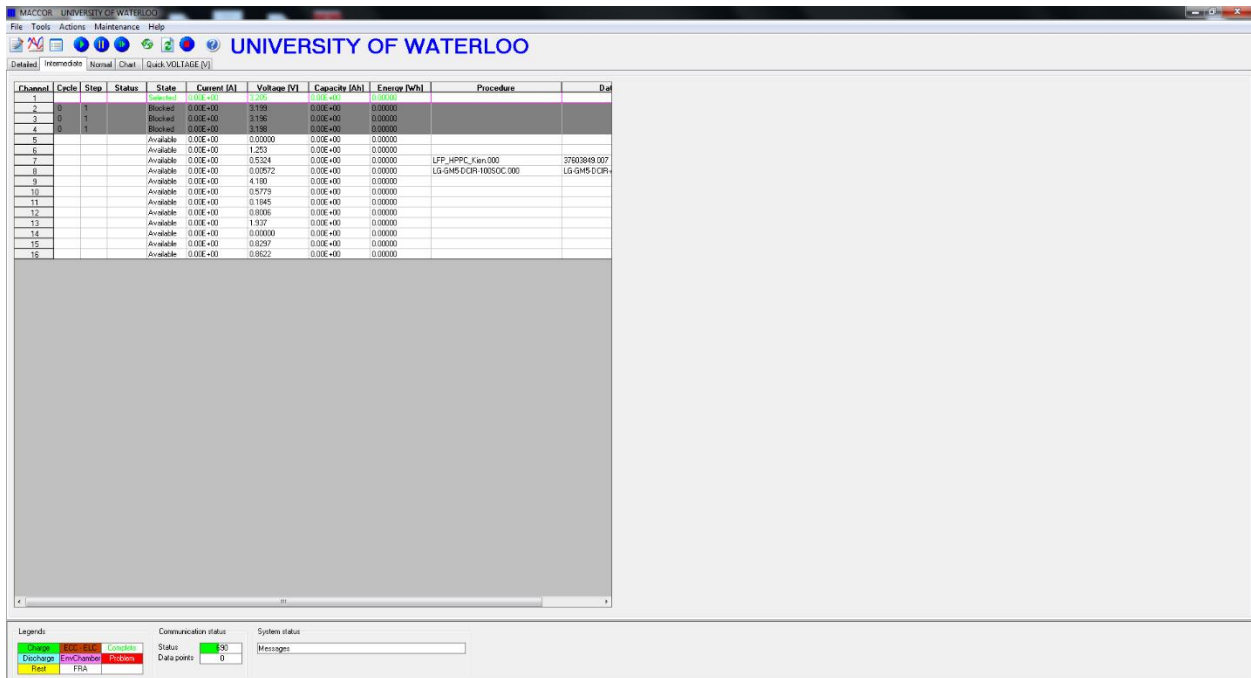 MACCOR UNIVERSITY OF WATERLOO
File Tools Actions Maintenance Help
UNIVERSITY OF WATERLOO
Detailed Intermediate Normal Chart Quick VOLTAGE [V]
Channel Cycle Step Status State Current [A] Voltage [V] Capacity [Ah] Energy [Wh] Procedure Dat
1 Selected 0.00E+00 3.205 0.00E+00 0.00000
2 0 1 Blocked 0.00E+00 3.199 0.00E+00 0.00000
3 0 1 Blocked 0.00E+00 3.196 0.00E+00 0.00000
4 0 1 Blocked 0.00E+00 3.198 0.00E+00 0.00000
5 Available 0.00E+00 0.00000 0.00E+00 0.00000
6 Available 0.00E+00 1.253 0.00E+00 0.00000
7 Available 0.00E+00 0.5324 0.00E+00 0.00000 LFP_HPPC_Kien.000 37603849.007
8 Available 0.00E+00 0.00572 0.00E+00 0.00000 LG-GM5-DCIR-100SOC.000 LG-GM5-DCIR-
9 Available 0.00E+00 4.180 0.00E+00 0.00000
10 Available 0.00E+00 0.5779 0.00E+00 0.00000
11 Available 0.00E+00 0.1845 0.00E+00 0.00000
12 Available 0.00E+00 0.8006 0.00E+00 0.00000
13 Available 0.00E+00 1.937 0.00E+00 0.00000
14 Available 0.00E+00 0.00000 0.00E+00 0.00000
15 Available 0.00E+00 0.8297 0.00E+00 0.00000
16 Available 0.00E+00 0.8622 0.00E+00 0.00000
Legends Communication status System status
Charge ECC - ELC Complete Status 690 Messages
Discharge EnvChamber Problem Data points 0
Rest FRA